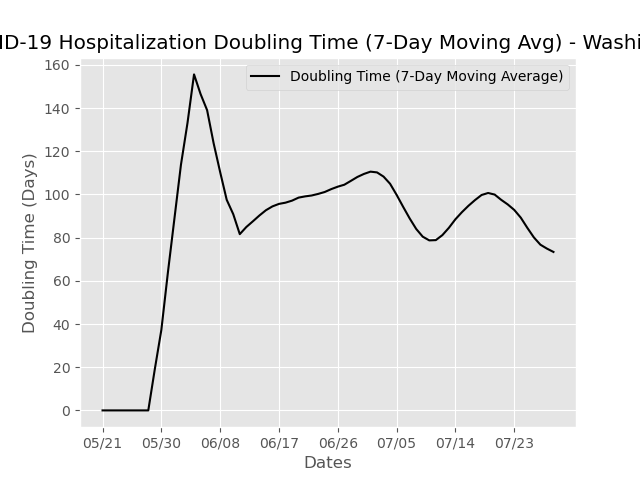 ID-19 Hospitalization Doubling Time (7-Day Moving Avg) - Washi
Doubling Time (7-Day Moving Average)
Doubling Time (Days)
160
140
120
100
80
60
40
20
0
05/21 05/30 06/08 06/17 06/26 07/05 07/14 07/23
Dates